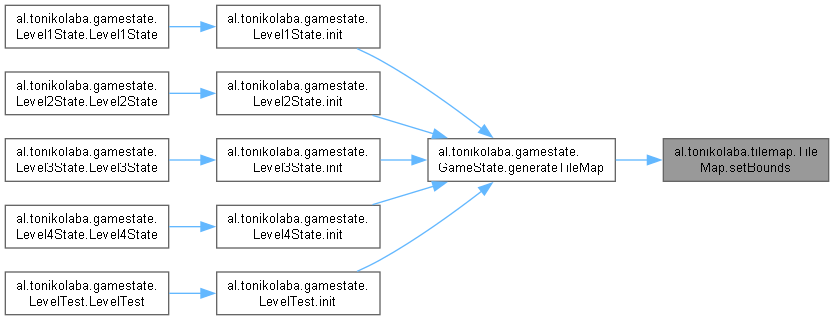 al.tonikolaba.gamestate.
Level1State.Level1State
al.tonikolaba.gamestate.
Level1State.init
al.tonikolaba.gamestate.
Level2State.Level2State
al.tonikolaba.gamestate.
Level2State.init
al.tonikolaba.gamestate.
Level3State.Level3State
al.tonikolaba.gamestate.
Level3State.init
al.tonikolaba.gamestate.
GameState.generateTileMap
al.tonikolaba.tilemap.Tile
Map.setBounds
al.tonikolaba.gamestate.
Level4State.Level4State
al.tonikolaba.gamestate.
Level4State.init
al.tonikolaba.gamestate.
LevelTest.LevelTest
al.tonikolaba.gamestate.
LevelTest.init